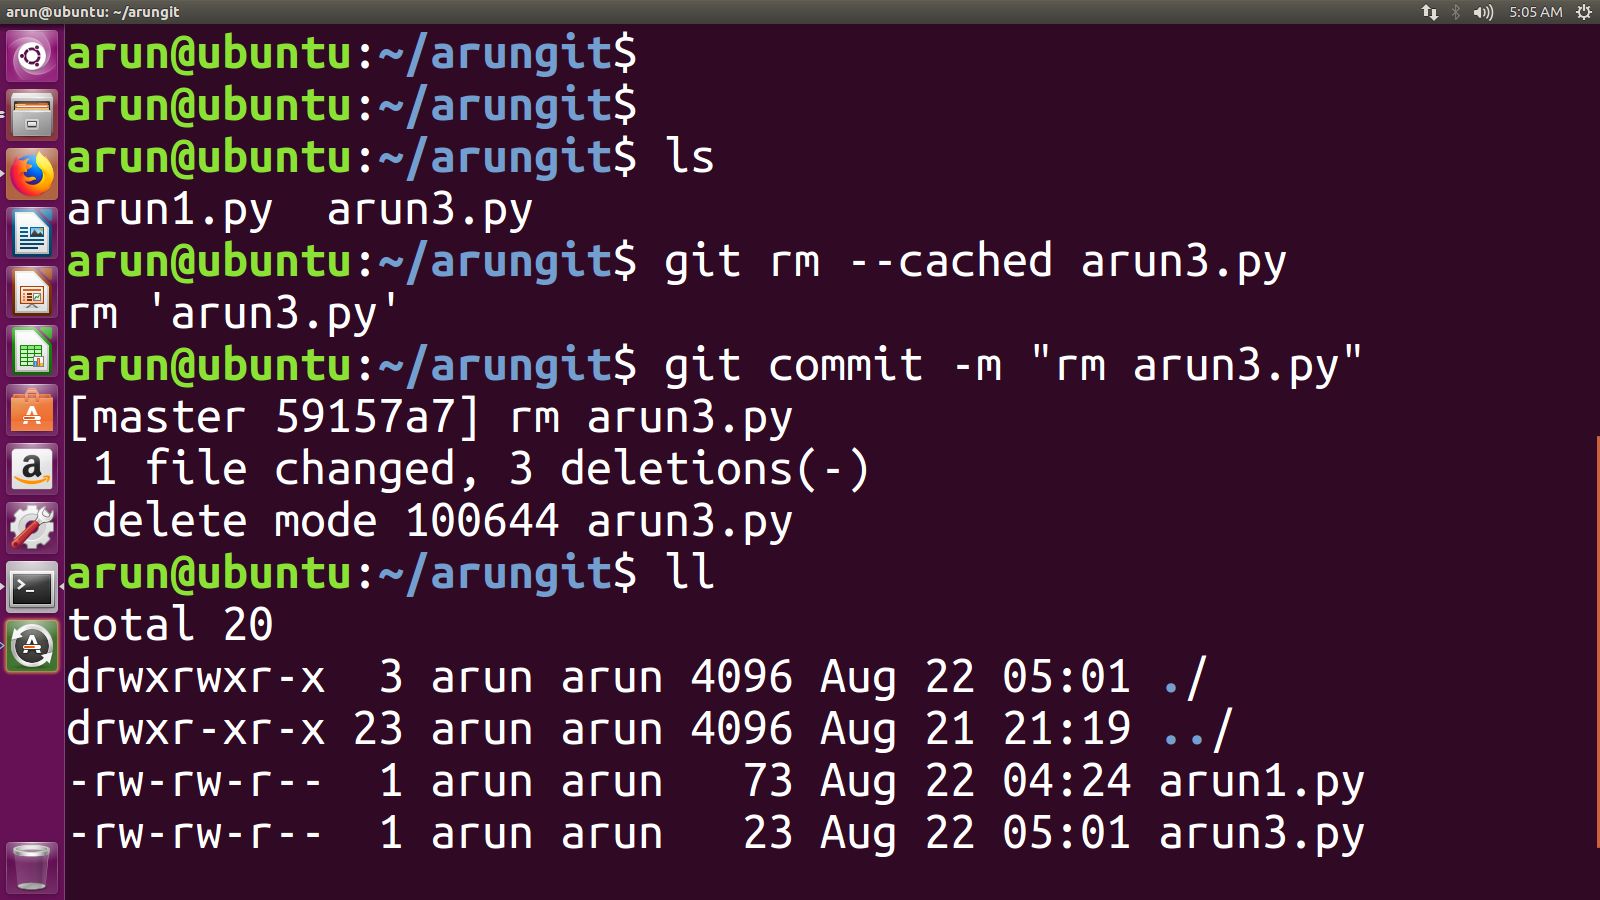 arun@ubuntu: ~/arungit
5:05 AM
arun@ubuntu:~/arungit$
arun@ubuntu:~/arungit$
arun@ubuntu:~/arungit$ ls
arun1.py  arun3.py
arun@ubuntu:~/arungit$ git rm --cached arun3.py
rm 'arun3.py'
arun@ubuntu:~/arungit$ git commit -m "rm arun3.py"
[master 59157a7] rm arun3.py
 1 file changed, 3 deletions(-)
 delete mode 100644 arun3.py
arun@ubuntu:~/arungit$ ll
total 20
drwxrwxr-x  3 arun arun 4096 Aug 22 05:01 ./
drwxr-xr-x 23 arun arun 4096 Aug 21 21:19 ../
-rw-rw-r--  1 arun arun   73 Aug 22 04:24 arun1.py
-rw-rw-r--  1 arun arun   23 Aug 22 05:01 arun3.py